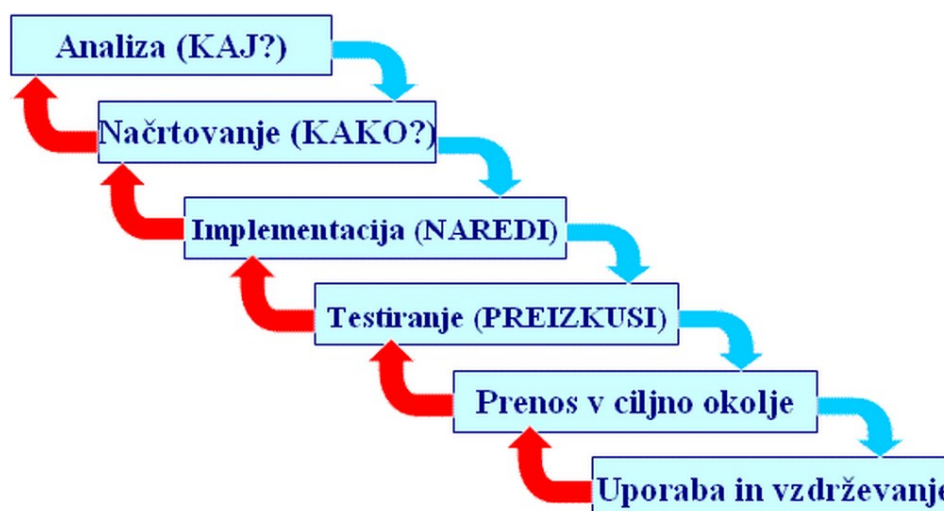 Analiza (KAJ?)
Načrtovanje (KAKO?)
Implementacija (NAREDI)
Testiranje (PREIZKUSI)
Prenos v ciljno okolje
Uporaba in vzdrževanje